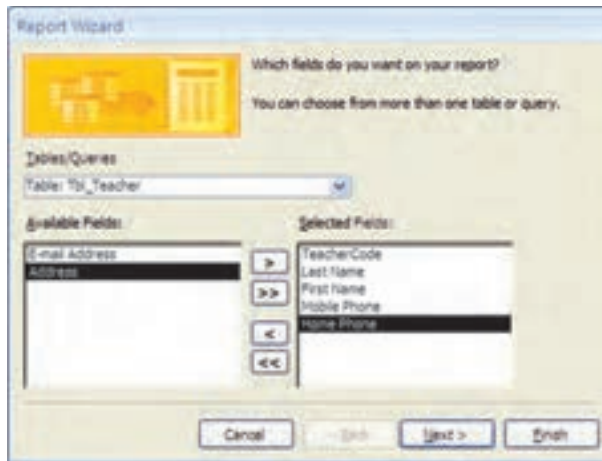 Report Wizard
Which fields do you want on your report?
You can choose from more than one table or query.
Tables/Queries
Table: Tbl_Teacher
Available Fields:
Selected Fields:
E-mail Address
Address
TeacherCode
Last Name
First Name
Mobile Phone
Home Phone
>
>>
<
<<
Cancel
< Back
Next >
Finish